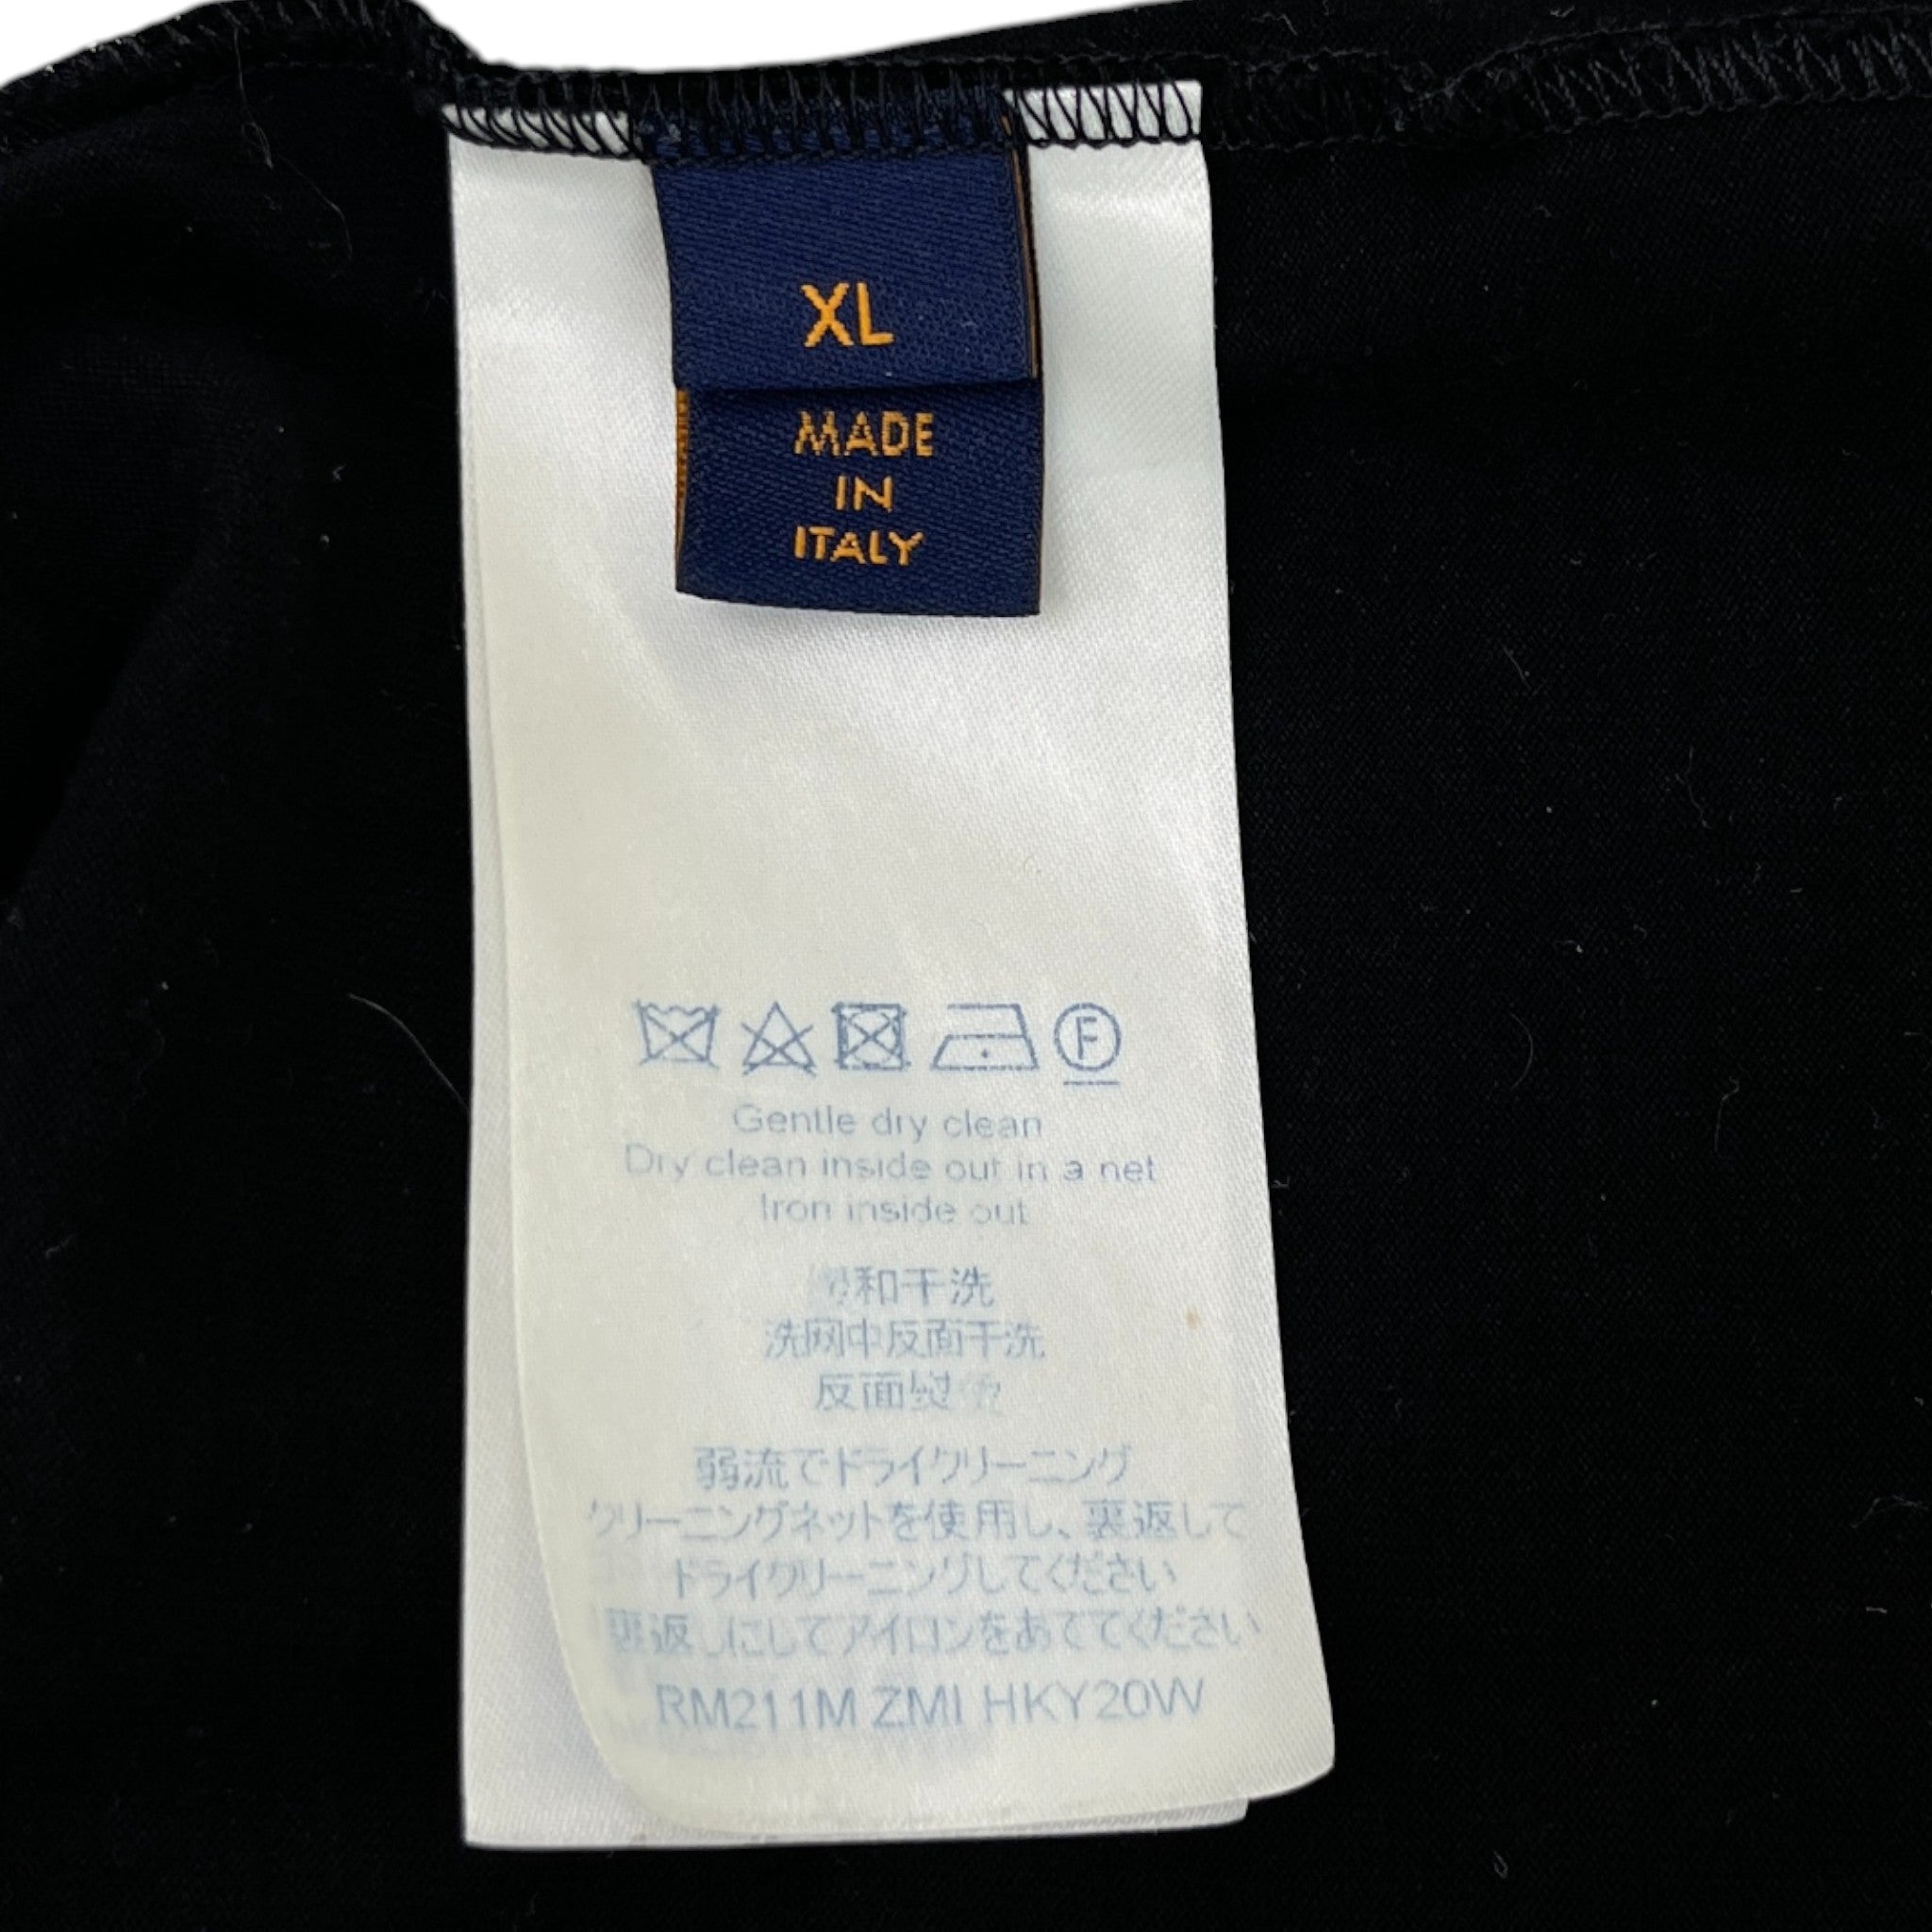 XL
MADE
IN
ITALY
F
Gentle dry clean
Dry clean inside out in a net
Iron inside out
和干洗
洗网中反面干洗
反面熨
弱流でドライクリーニング
クリーニングネットを使用し、裏返して
ドライクリーニングしてください
裏返しにしてアイロンをあててください
RM211M ZMI HKY20W